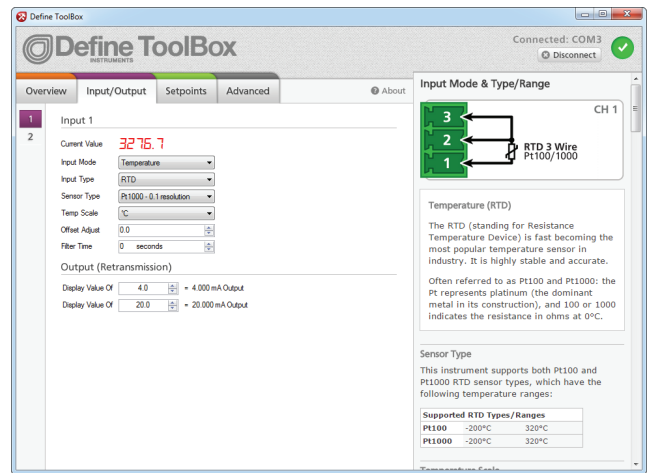 Define ToolBox
Define ToolBox
INSTRUMENTS
Connected: COM3
Disconnect
Overview
Input/Output
Setpoints
Advanced
About
1
2
Input 1
Current Value 3276.7
Input Mode Temperature
Input Type RTD
Sensor Type Pt1000 - 0.1 resolution
Temp Scale °C
Offset Adjust 0.0
Filter Time 0 seconds
Output (Retransmission)
Display Value Of 4.0 = 4.000 mA Output
Display Value Of 20.0 = 20.000 mA Output
Input Mode & Type/Range
CH 1
3
2
1
RTD 3 Wire
Pt100/1000
Temperature (RTD)
The RTD (standing for Resistance
Temperature Device) is fast becoming the
most popular temperature sensor in
industry. It is highly stable and accurate.
Often referred to as Pt100 and Pt1000: the
Pt represents platinum (the dominant
metal in its construction), and 100 or 1000
indicates the resistance in ohms at 0°C.
Sensor Type
This instrument supports both Pt100 and
Pt1000 RTD sensor types, which have the
following temperature ranges:
Supported RTD Types/Ranges
Pt100 -200°C 320°C
Pt1000 -200°C 320°C
Temperature Scale